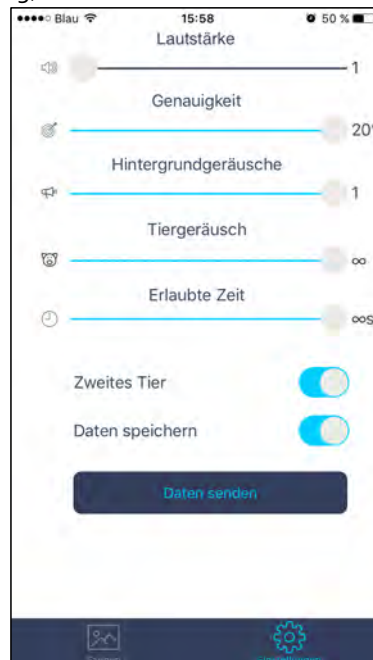 Blau 15:58 50 %
Lautstärke
1
Genauigkeit
20°
Hintergrundgeräusche
1
Tiergeräusch
∞
Erlaubte Zeit
∞s
Zweites Tier
Daten speichern
Daten senden